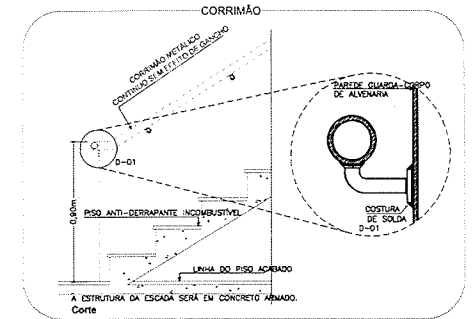 CORRIMÃO
CORRIMÃO METÁLICO
CONTÍNUO SEM EFEITO DE GANCHO
PAREDE GUARDA-CORPO
DE ALVENARIA
D-01
0,90m
PISO ANTI-DERRAPANTE INCOMBUSTÍVEL
COSTURA
DE SOLDA
D-01
LINHA DO PISO ACABADO
A ESTRUTURA DA ESCADA SERÁ EM CONCRETO ARMADO.
Corte